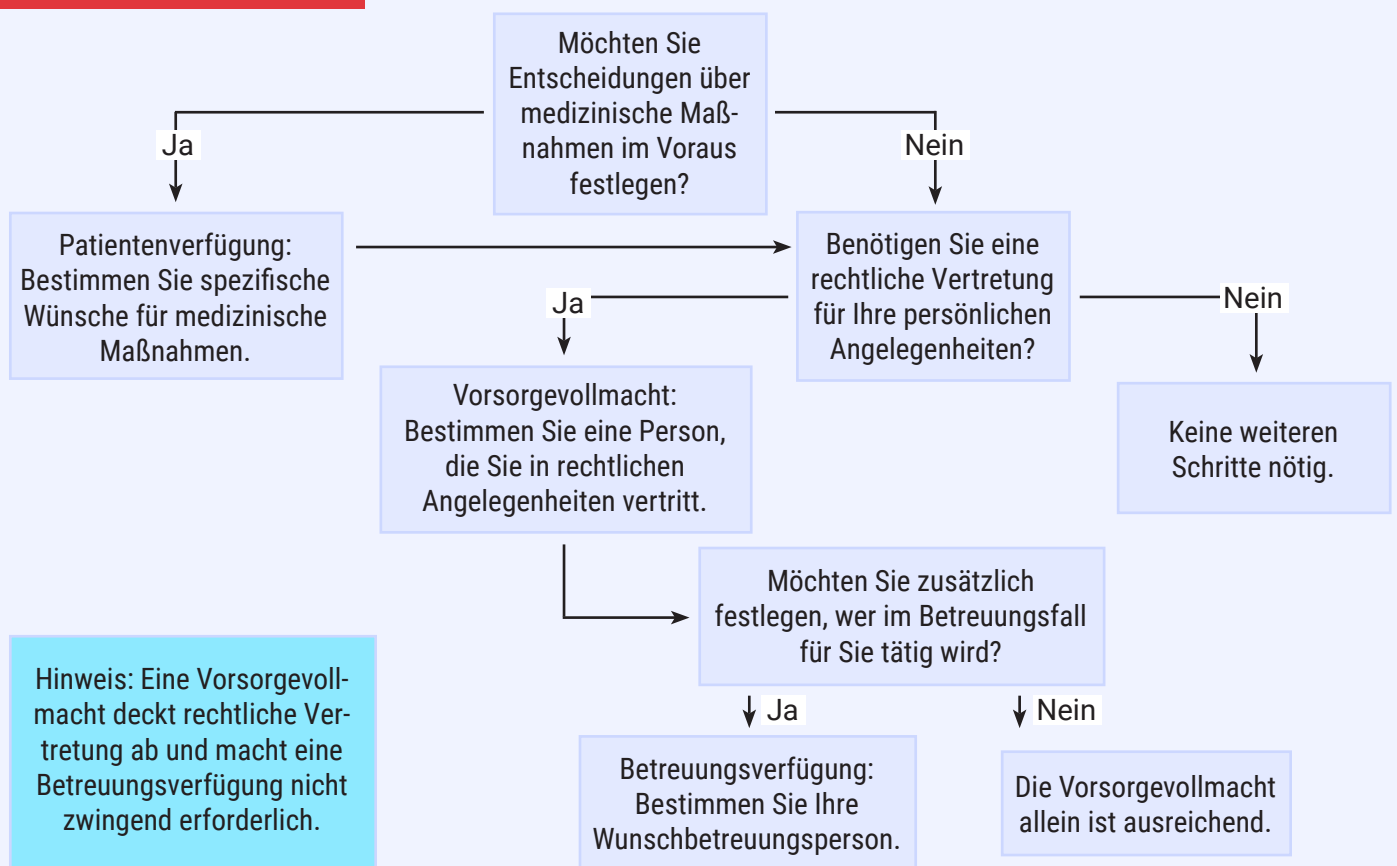 Möchten Sie
Entscheidungen über
medizinische Maß-
nahmen im Voraus
festlegen?
Ja
Nein
Patientenverfügung:
Bestimmen Sie spezifische
Wünsche für medizinische
Maßnahmen.
Benötigen Sie eine
rechtliche Vertretung
für Ihre persönlichen
Angelegenheiten?
Ja
Nein
Vorsorgevollmacht:
Bestimmen Sie eine Person,
die Sie in rechtlichen
Angelegenheiten vertritt.
Keine weiteren
Schritte nötig.
Möchten Sie zusätzlich
festlegen, wer im Betreuungsfall
für Sie tätig wird?
Hinweis: Eine Vorsorgevoll-
macht deckt rechtliche Ver-
tretung ab und macht eine
Betreuungsverfügung nicht
zwingend erforderlich.
Ja
Nein
Betreuungsverfügung:
Bestimmen Sie Ihre
Wunschbetreuungsperson.
Die Vorsorgevollmacht
allein ist ausreichend.